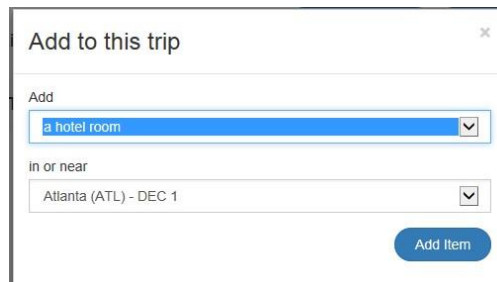 Add to this trip
×
Add
a hotel room
in or near
Atlanta (ATL) - DEC 1
Add Item